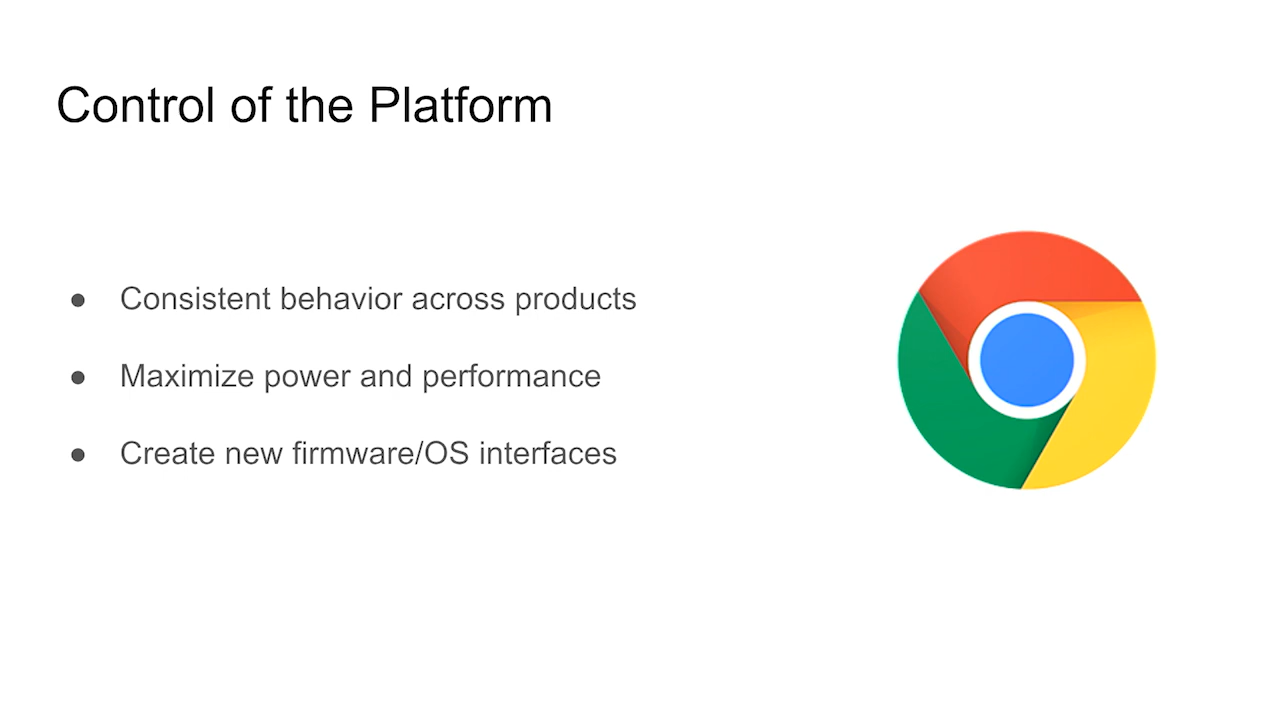 Control of the Platform
● Consistent behavior across products
● Maximize power and performance
● Create new firmware/OS interfaces